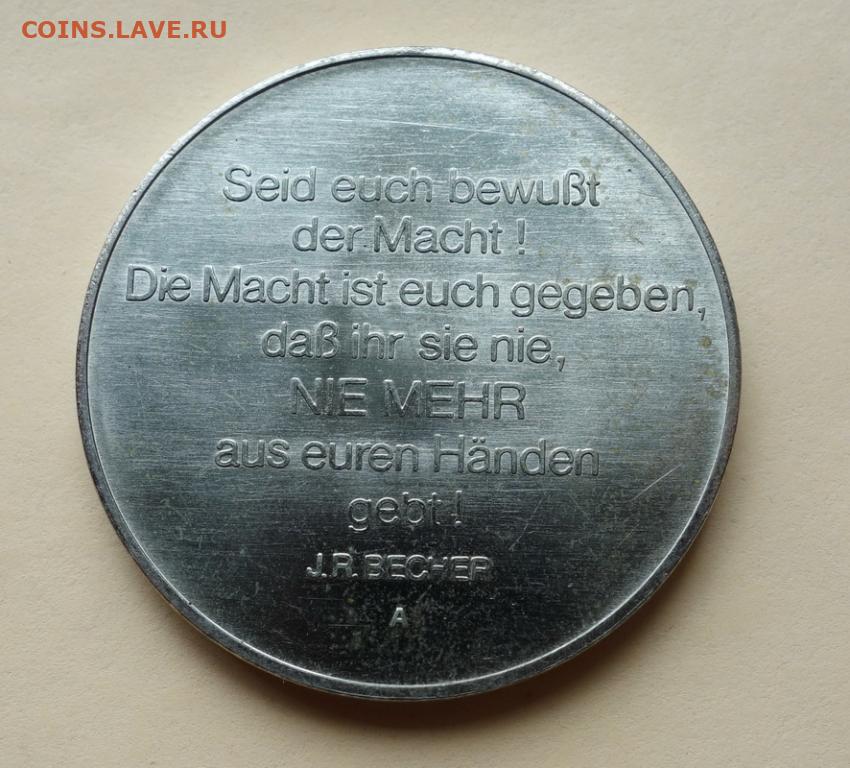 COINS.LAVE.RU
Seid euch bewußt
der Macht !
Die Macht ist euch gegeben,
daß ihr sie nie,
NIE MEHR
aus euren Händen
gebt !
J.R. BECHER
A